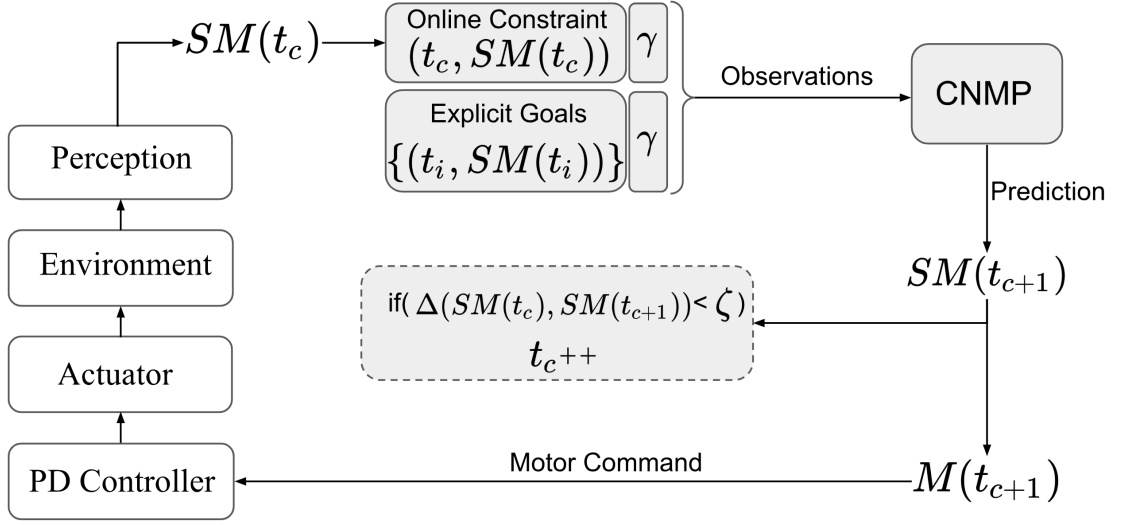 SM(t_c)
Online Constraint
(t_c, SM(t_c))
γ
Explicit Goals
{(t_i, SM(t_i))}
γ
Observations
CNMP
Prediction
SM(t_{c+1})
if( Δ(SM(t_c), SM(t_{c+1})) < ζ )
t_c++
Perception
Environment
Actuator
PD Controller
Motor Command
M(t_{c+1})